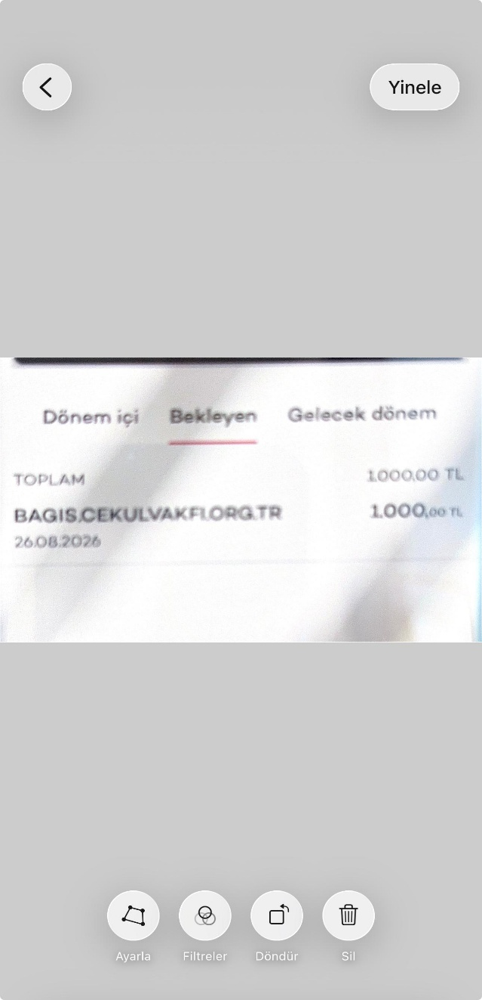 Yinele
Dönem içi Bekleyen Gelecek dönem
TOPLAM 1.000,00 TL
BAGIS.CEKULVAKFI.ORG.TR 1.000,00 TL
26.08.2026
Ayarla Filtreler Döndür Sil